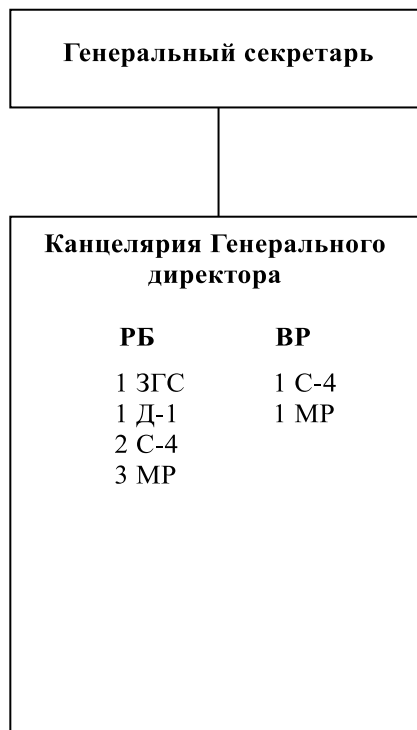 Генеральный секретарь
Канцелярия Генерального
директора
РБ ВР
1 ЗГС 1 С-4
1 Д-1 1 МР
2 С-4
3 МР